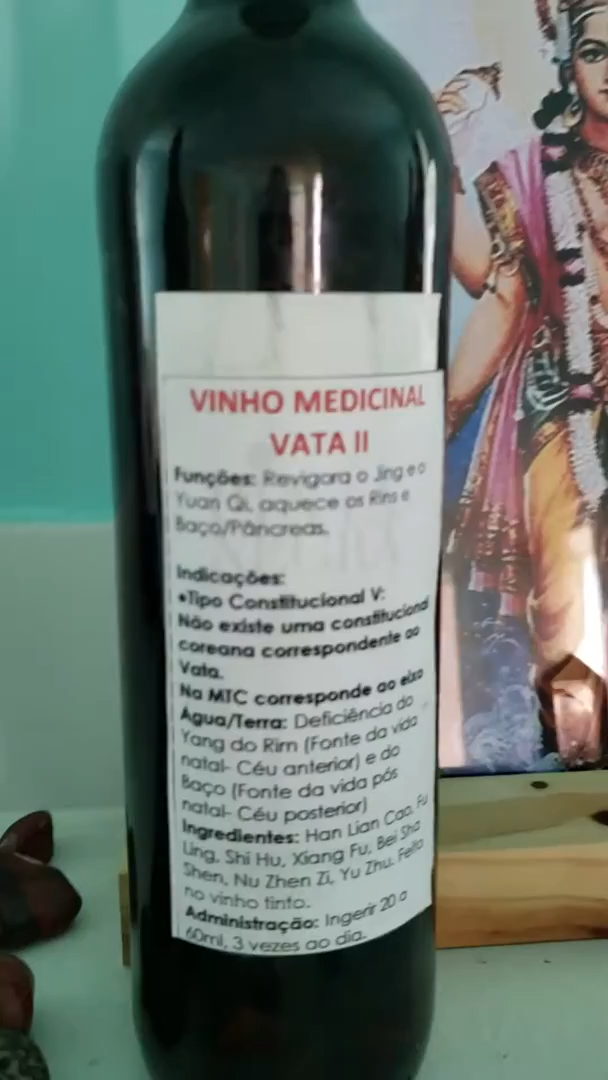 VINHO MEDICINAL
VATA II
Funções: Revigora o Jing e o
Yuan Qi, aquece os Rins e
Baço/Pâncreas.
Indicações:
•Tipo Constitucional V:
Não existe uma constitucional
coreana correspondente ao
Vata.
Na MTC corresponde ao eixo
Água/Terra: Deficiência do
Yang do Rim (Fonte da vida
natal- Céu anterior) e do
Baço (Fonte da vida pós
natal- Céu posterior)
Ingredientes: Han Lian Cao, Fu
Ling, Shi Hu, Xiang Fu, Bei Sha
Shen, Nu Zhen Zi, Yu Zhu. Feito
no vinho tinto.
Administração: Ingerir 20 a
60ml, 3 vezes ao dia.